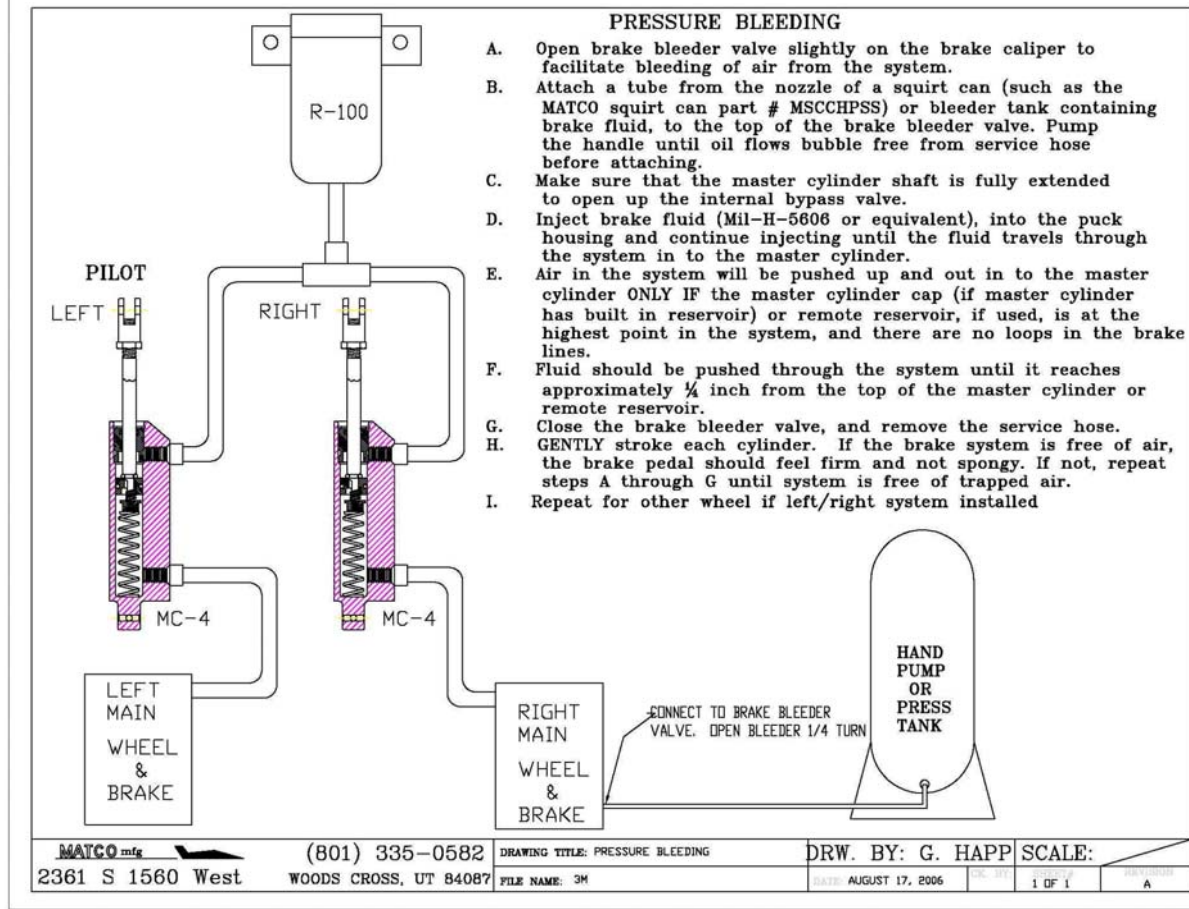 PRESSURE BLEEDING
A. Open brake bleeder valve slightly on the brake caliper to
facilitate bleeding of air from the system.
B. Attach a tube from the nozzle of a squirt can (such as the
MATCO squirt can part # MSCCHPSS) or bleeder tank containing
brake fluid, to the top of the brake bleeder valve. Pump
the handle until oil flows bubble free from service hose
before attaching.
C. Make sure that the master cylinder shaft is fully extended
to open up the internal bypass valve.
D. Inject brake fluid (Mil-H-5606 or equivalent), into the puck
housing and continue injecting until the fluid travels through
the system in to the master cylinder.
E. Air in the system will be pushed up and out in to the master
cylinder ONLY IF the master cylinder cap (if master cylinder
has built in reservoir) or remote reservoir, if used, is at the
highest point in the system, and there are no loops in the brake
lines.
F. Fluid should be pushed through the system until it reaches
approximately ¼ inch from the top of the master cylinder or
remote reservoir.
G. Close the brake bleeder valve, and remove the service hose.
H. GENTLY stroke each cylinder. If the brake system is free of air,
the brake pedal should feel firm and not spongy. If not, repeat
steps A through G until system is free of trapped air.
I. Repeat for other wheel if left/right system installed
R-100
PILOT
LEFT
RIGHT
MC-4
MC-4
LEFT
MAIN
WHEEL
&
BRAKE
RIGHT
MAIN
WHEEL
&
BRAKE
CONNECT TO BRAKE BLEEDER
VALVE. OPEN BLEEDER 1/4 TURN
HAND
PUMP
OR
PRESS
TANK
MATCO mfg
2361 S 1560 West
(801) 335-0582
WOODS CROSS, UT 84087
DRAWING TITLE: PRESSURE BLEEDING
FILE NAME: 3M
DRW. BY: G. HAPP
SCALE:
DATE: AUGUST 17, 2006
CK. BY:
SHEET#
1 OF 1
REVISION
A